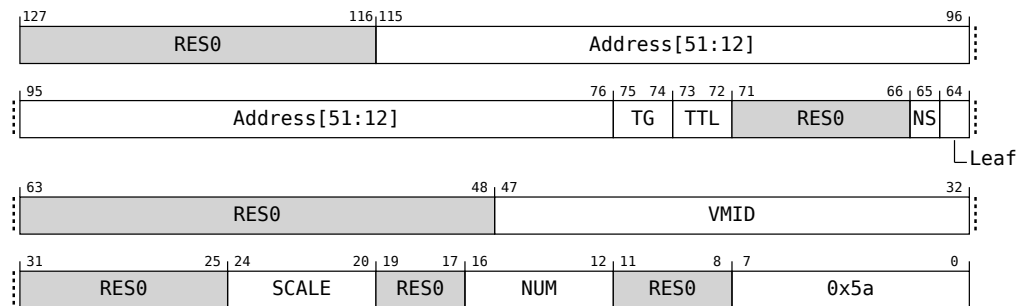 127 116 115 96
RES0 Address[51:12]
95 76 75 74 73 72 71 66 65 64
Address[51:12] TG TTL RES0 NS
Leaf
63 48 47 32
RES0 VMID
31 25 24 20 19 17 16 12 11 8 7 0
RES0 SCALE RES0 NUM RES0 0x5a